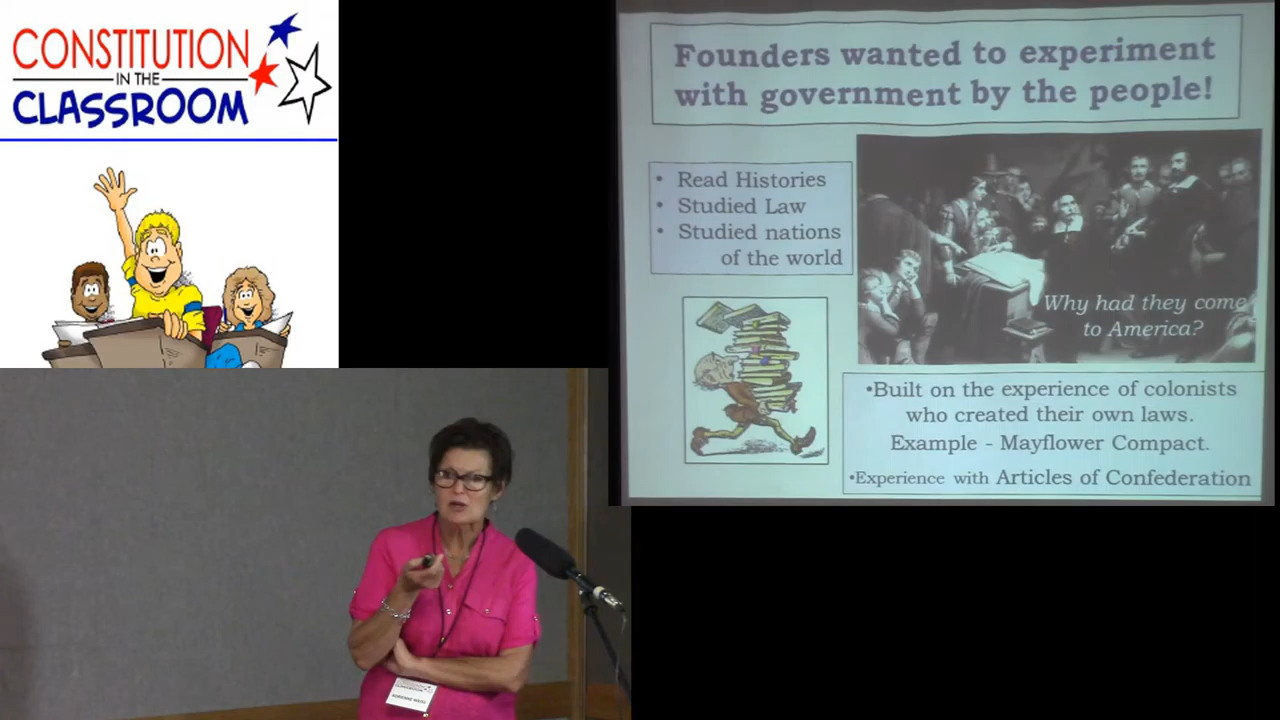 CONSTITUTION
IN THE
CLASSROOM
Founders wanted to experiment
with government by the people!
• Read Histories
• Studied Law
• Studied nations
of the world
Why had they come
to America?
•Built on the experience of colonists
who created their own laws.
Example - Mayflower Compact.
•Experience with Articles of Confederation